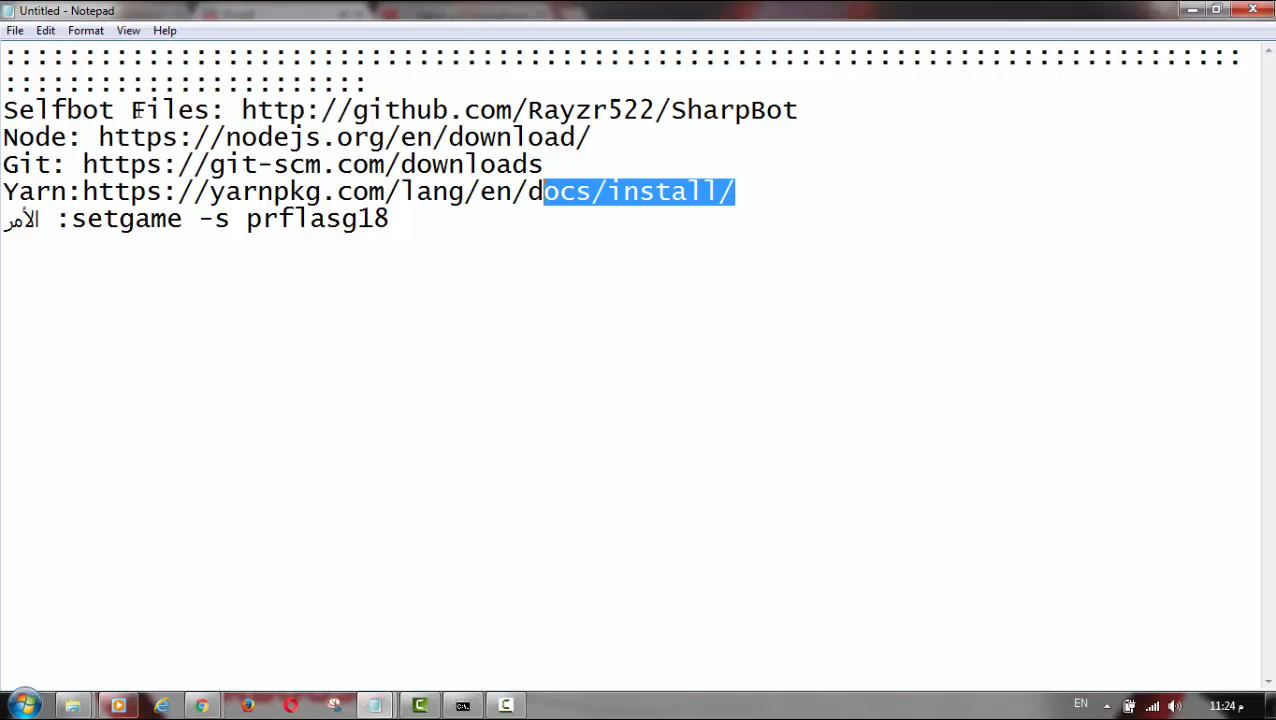 Untitled - Notepad
File Edit Format View Help
::::::::::::::::::::::::::::::::::::::::::::::::::::::::::::::::::::::::::::::
:::::::::::::::::::::::
Selfbot Files: http://github.com/Rayzr522/SharpBot
Node: https://nodejs.org/en/download/
Git: https://git-scm.com/downloads
Yarn:https://yarnpkg.com/lang/en/docs/install/
الأمر :setgame -s prflasg18
EN
11:24 م